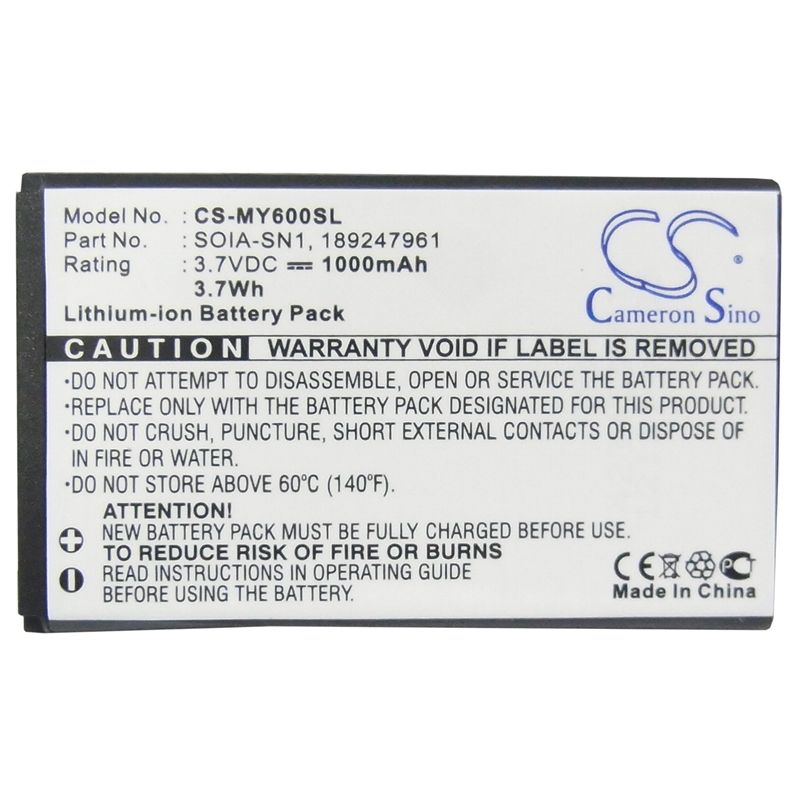 Model No. : CS-MY600SL
Part No. : SOIA-SN1, 189247961
Rating : 3.7VDC 1000mAh
3.7Wh
Lithium-ion Battery Pack
CS
®
Cameron Sino
CAUTION WARRANTY VOID IF LABEL IS REMOVED
•DO NOT ATTEMPT TO DISASSEMBLE, OPEN OR SERVICE THE BATTERY PACK.
•REPLACE ONLY WITH THE BATTERY PACK DESIGNATED FOR THIS PRODUCT.
•DO NOT CRUSH, PUNCTURE, SHORT EXTERNAL CONTACTS OR DISPOSE OF
IN FIRE OR WATER.
•DO NOT STORE ABOVE 60°C (140°F).
ATTENTION!
NEW BATTERY PACK MUST BE FULLY CHARGED BEFORE USE.
TO REDUCE RISK OF FIRE OR BURNS
READ INSTRUCTIONS IN OPERATING GUIDE
BEFORE USING THE BATTERY.
CE
Made In China